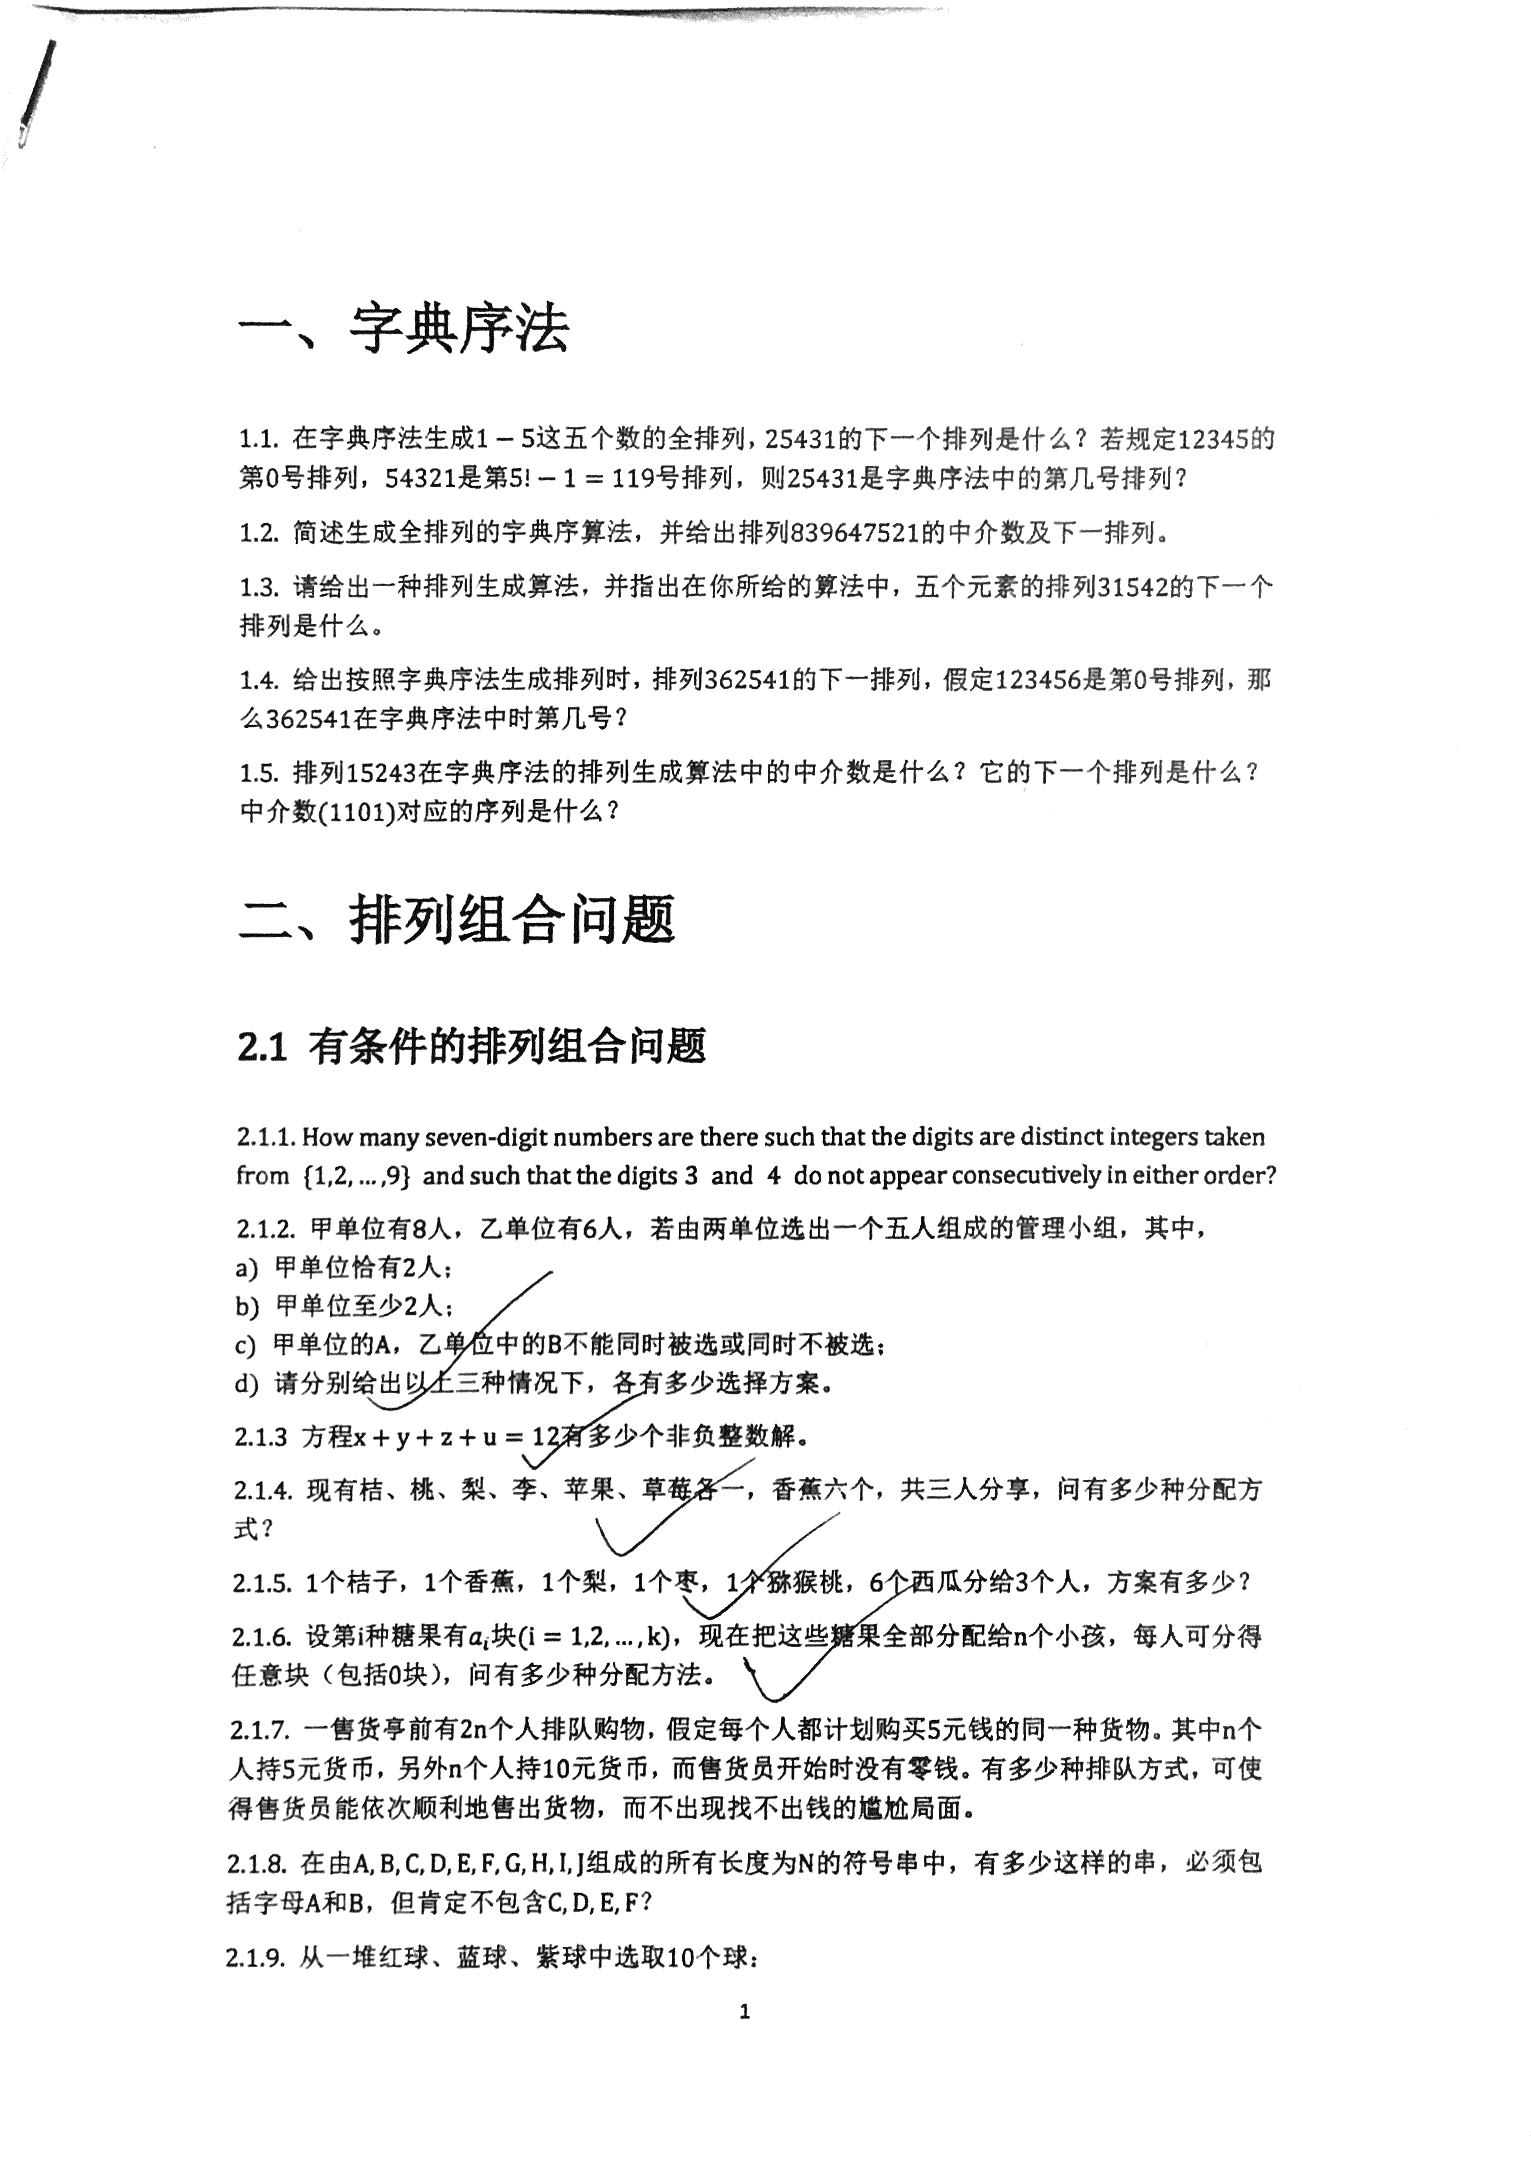 一、字典序法
1.1. 在字典序法生成1 − 5这五个数的全排列，25431的下一个排列是什么？若规定12345的
第0号排列，54321是第5! − 1 = 119号排列，则25431是字典序法中的第几号排列？
1.2. 简述生成全排列的字典序算法，并给出排列839647521的中介数及下一排列。
1.3. 请给出一种排列生成算法，并指出在你所给的算法中，五个元素的排列31542的下一个
排列是什么。
1.4. 给出按照字典序法生成排列时，排列362541的下一排列，假定123456是第0号排列，那
么362541在字典序法中时第几号？
1.5. 排列15243在字典序法的排列生成算法中的中介数是什么？它的下一个排列是什么？
中介数(1101)对应的序列是什么？
二、排列组合问题
2.1 有条件的排列组合问题
2.1.1. How many seven-digit numbers are there such that the digits are distinct integers taken
from {1,2, … ,9} and such that the digits 3 and 4 do not appear consecutively in either order?
2.1.2. 甲单位有8人，乙单位有6人，若由两单位选出一个五人组成的管理小组，其中，
a) 甲单位恰有2人；
b) 甲单位至少2人；
c) 甲单位的A，乙单位中的B不能同时被选或同时不被选；
d) 请分别给出以上三种情况下，各有多少选择方案。
2.1.3 方程x + y + z + u = 12有多少个非负整数解。
2.1.4. 现有桔、桃、梨、李、苹果、草莓各一，香蕉六个，共三人分享，问有多少种分配方
式？
2.1.5. 1个桔子，1个香蕉，1个梨，1个枣，1个猕猴桃，6个西瓜分给3个人，方案有多少？
2.1.6. 设第i种糖果有aᵢ块(i = 1,2, … , k)，现在把这些糖果全部分配给n个小孩，每人可分得
任意块（包括0块），问有多少种分配方法。
2.1.7. 一售货亭前有2n个人排队购物，假定每个人都计划购买5元钱的同一种货物。其中n个
人持5元货币，另外n个人持10元货币，而售货员开始时没有零钱。有多少种排队方式，可使
得售货员能依次顺利地售出货物，而不出现找不出钱的尴尬局面。
2.1.8. 在由A, B, C, D, E, F, G, H, I, J组成的所有长度为N的符号串中，有多少这样的串，必须包
括字母A和B，但肯定不包含C, D, E, F？
2.1.9. 从一堆红球、蓝球、紫球中选取10个球：
1